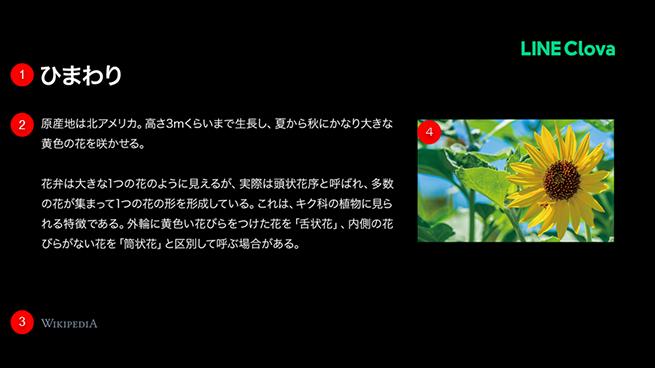 LINE Clova
1 ひまわり
2 原産地は北アメリカ。高さ3mくらいまで生長し、夏から秋にかなり大きな
黄色の花を咲かせる。
花弁は大きな1つの花のように見えるが、実際は頭状花序と呼ばれ、多数
の花が集まって1つの花の形を形成している。これは、キク科の植物に見ら
れる特徴である。外輪に黄色い花びらをつけた花を「舌状花」、内側の花
びらがない花を「筒状花」と区別して呼ぶ場合がある。
4
3 WIKIPEDIA